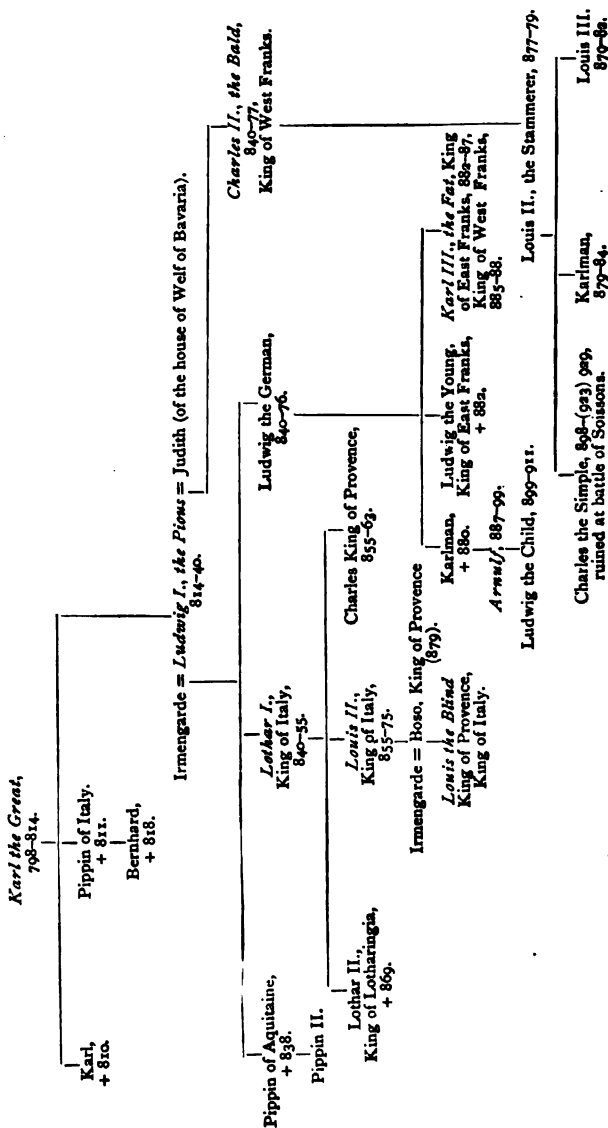 Karl the Great,
798–814.
Karl,
+ 810.
Pippin of Italy.
+ 811.
Bernhard,
+ 818.
Irmengarde = Ludwig I., the Pious = Judith (of the house of Welf of Bavaria).
814–40.
Pippin of Aquitaine,
+ 838.
Pippin II.
Lothar I.,
King of Italy,
840–55.
Ludwig the German,
840–76.
Charles II., the Bald,
840–77,
King of West Franks.
Lothar II.,
King of Lotharingia,
+ 869.
Louis II.,
King of Italy,
855–75.
Charles King of Provence,
855–63.
Irmengarde = Boso, King of Provence
(879).
Louis the Blind
King of Provence,
King of Italy.
Karlman,
+ 880.
Arnulf, 887–99.
Ludwig the Child, 899–911.
Ludwig the Young,
King of East Franks,
+ 882.
Karl III., the Fat, King
of East Franks, 882–87,
King of West Franks,
885–88.
Louis II., the Stammerer, 877–79.
Charles the Simple, 898–(923) 929,
ruined at battle of Soissons.
Karlman,
879–84.
Louis III.
879–82.